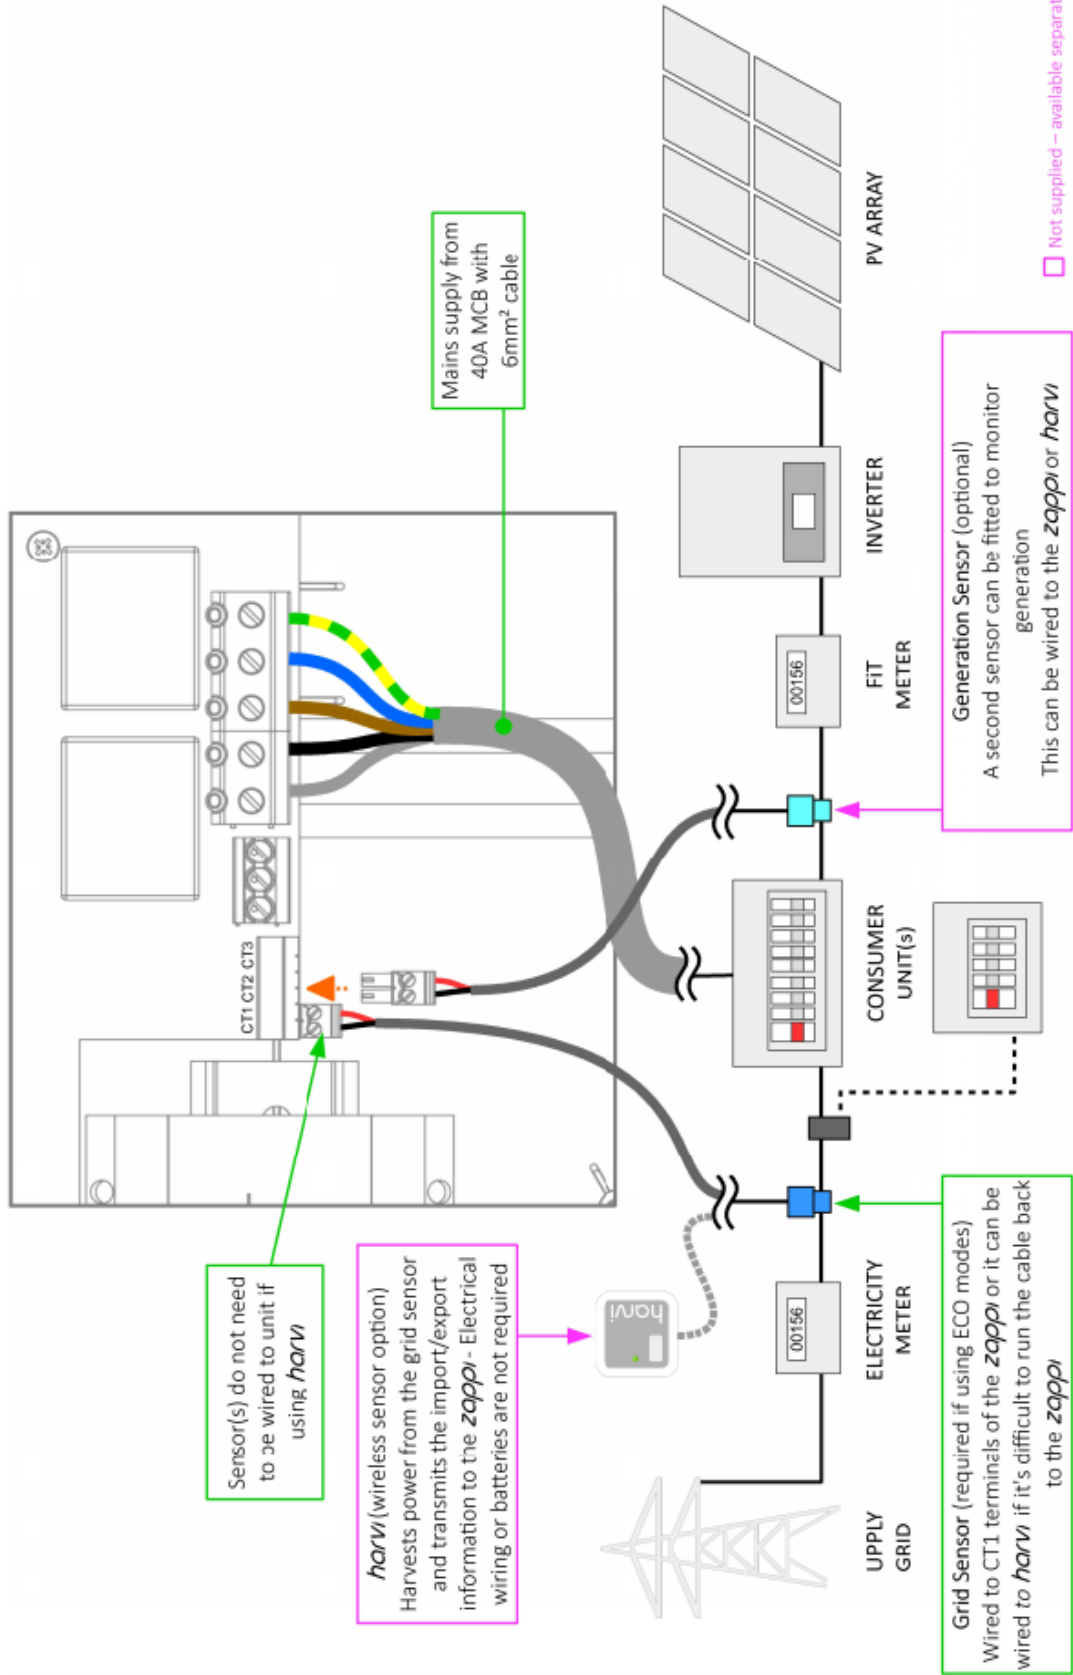 CT1 CT2 CT3
Mains supply from
40A MCB with
6mm² cable
Sensor(s) do not need
to be wired to unit if
using harvi
harvi (wireless sensor option)
Harvests power from the grid sensor
and transmits the import/export
information to the zappi - Electrical
wiring or batteries are not required
harvi
00156
00156
UPPLY
GRID
ELECTRICITY
METER
CONSUMER
UNIT(s)
FiT
METER
INVERTER
PV ARRAY
Grid Sensor (required if using ECO modes)
Wired to CT1 terminals of the zappi or it can be
wired to harvi if it's difficult to run the cable back
to the zappi
Generation Sensor (optional)
A second sensor can be fitted to monitor
generation
This can be wired to the zappi or harvi
Not supplied – available separat